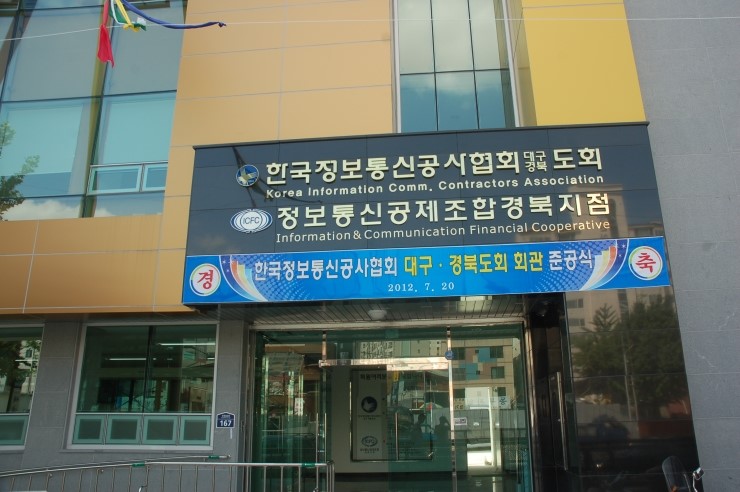 한국정보통신공사협회 대구 경북 도회
Korea Information Comm. Contractors Association
ICFC 정보통신공제조합경북지점
Information & Communication Financial Cooperative
경 한국정보통신공사협회 대구 · 경북도회 회관 준공식 축
2012. 7. 20
167